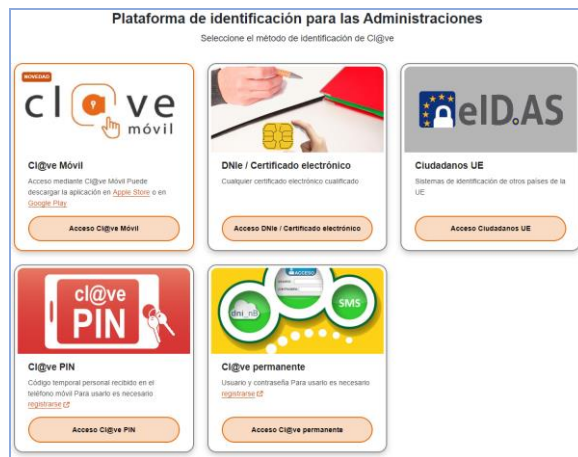 Plataforma de identificación para las Administraciones
Seleccione el método de identificación de Cl@ve
NOVEDAD
cl@ve
móvil
Cl@ve Móvil
Acceso mediante Cl@ve Móvil Puede
descargar la aplicación en Apple Store o en
Google Play
Acceso Cl@ve Móvil
DNIe / Certificado electrónico
Cualquier certificado electrónico cualificado
Acceso DNIe / Certificado electrónico
eID.AS
Ciudadanos UE
Sistemas de identificación de otros países de la
UE
Acceso Ciudadanos UE
cl@ve
PIN
Cl@ve PIN
Código temporal personal recibido en el
teléfono móvil Para usarlo es necesario
registrarse
Acceso Cl@ve PIN
ACCESO
dni_nB
SMS
Cl@ve permanente
Usuario y contraseña Para usarlo es necesario
registrarse
Acceso Cl@ve permanente